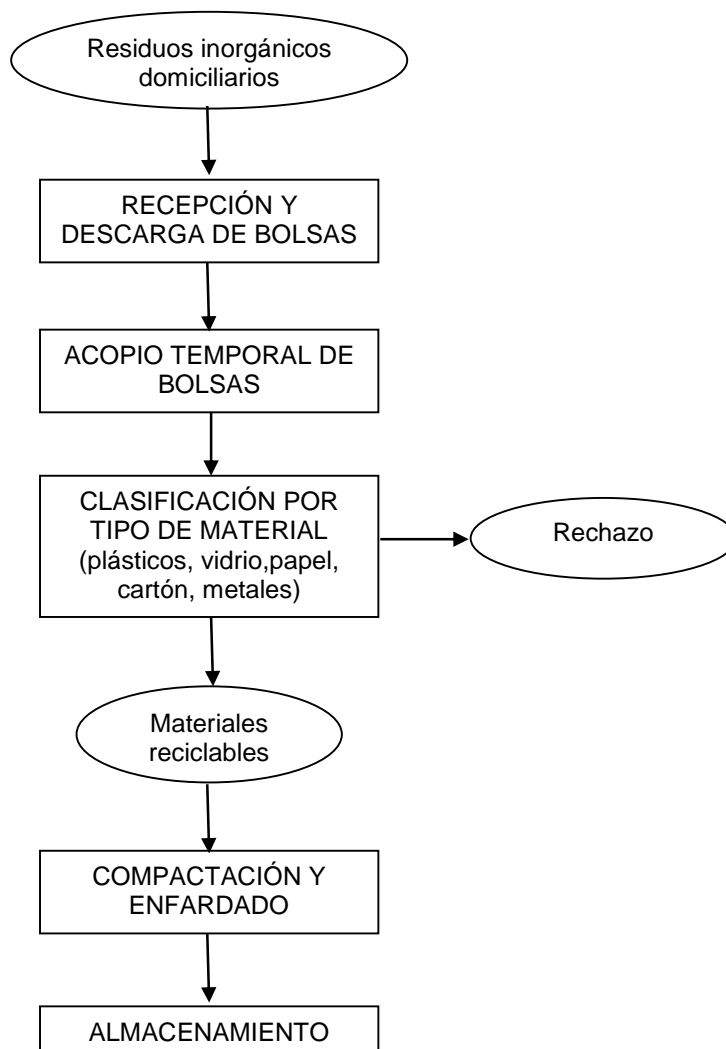 Residuos inorgánicos
domiciliarios
RECEPCIÓN Y
DESCARGA DE BOLSAS
ACOPIO TEMPORAL DE
BOLSAS
CLASIFICACIÓN POR
TIPO DE MATERIAL
(plásticos, vidrio,papel,
cartón, metales)
Rechazo
Materiales
reciclables
COMPACTACIÓN Y
ENFARDADO
ALMACENAMIENTO